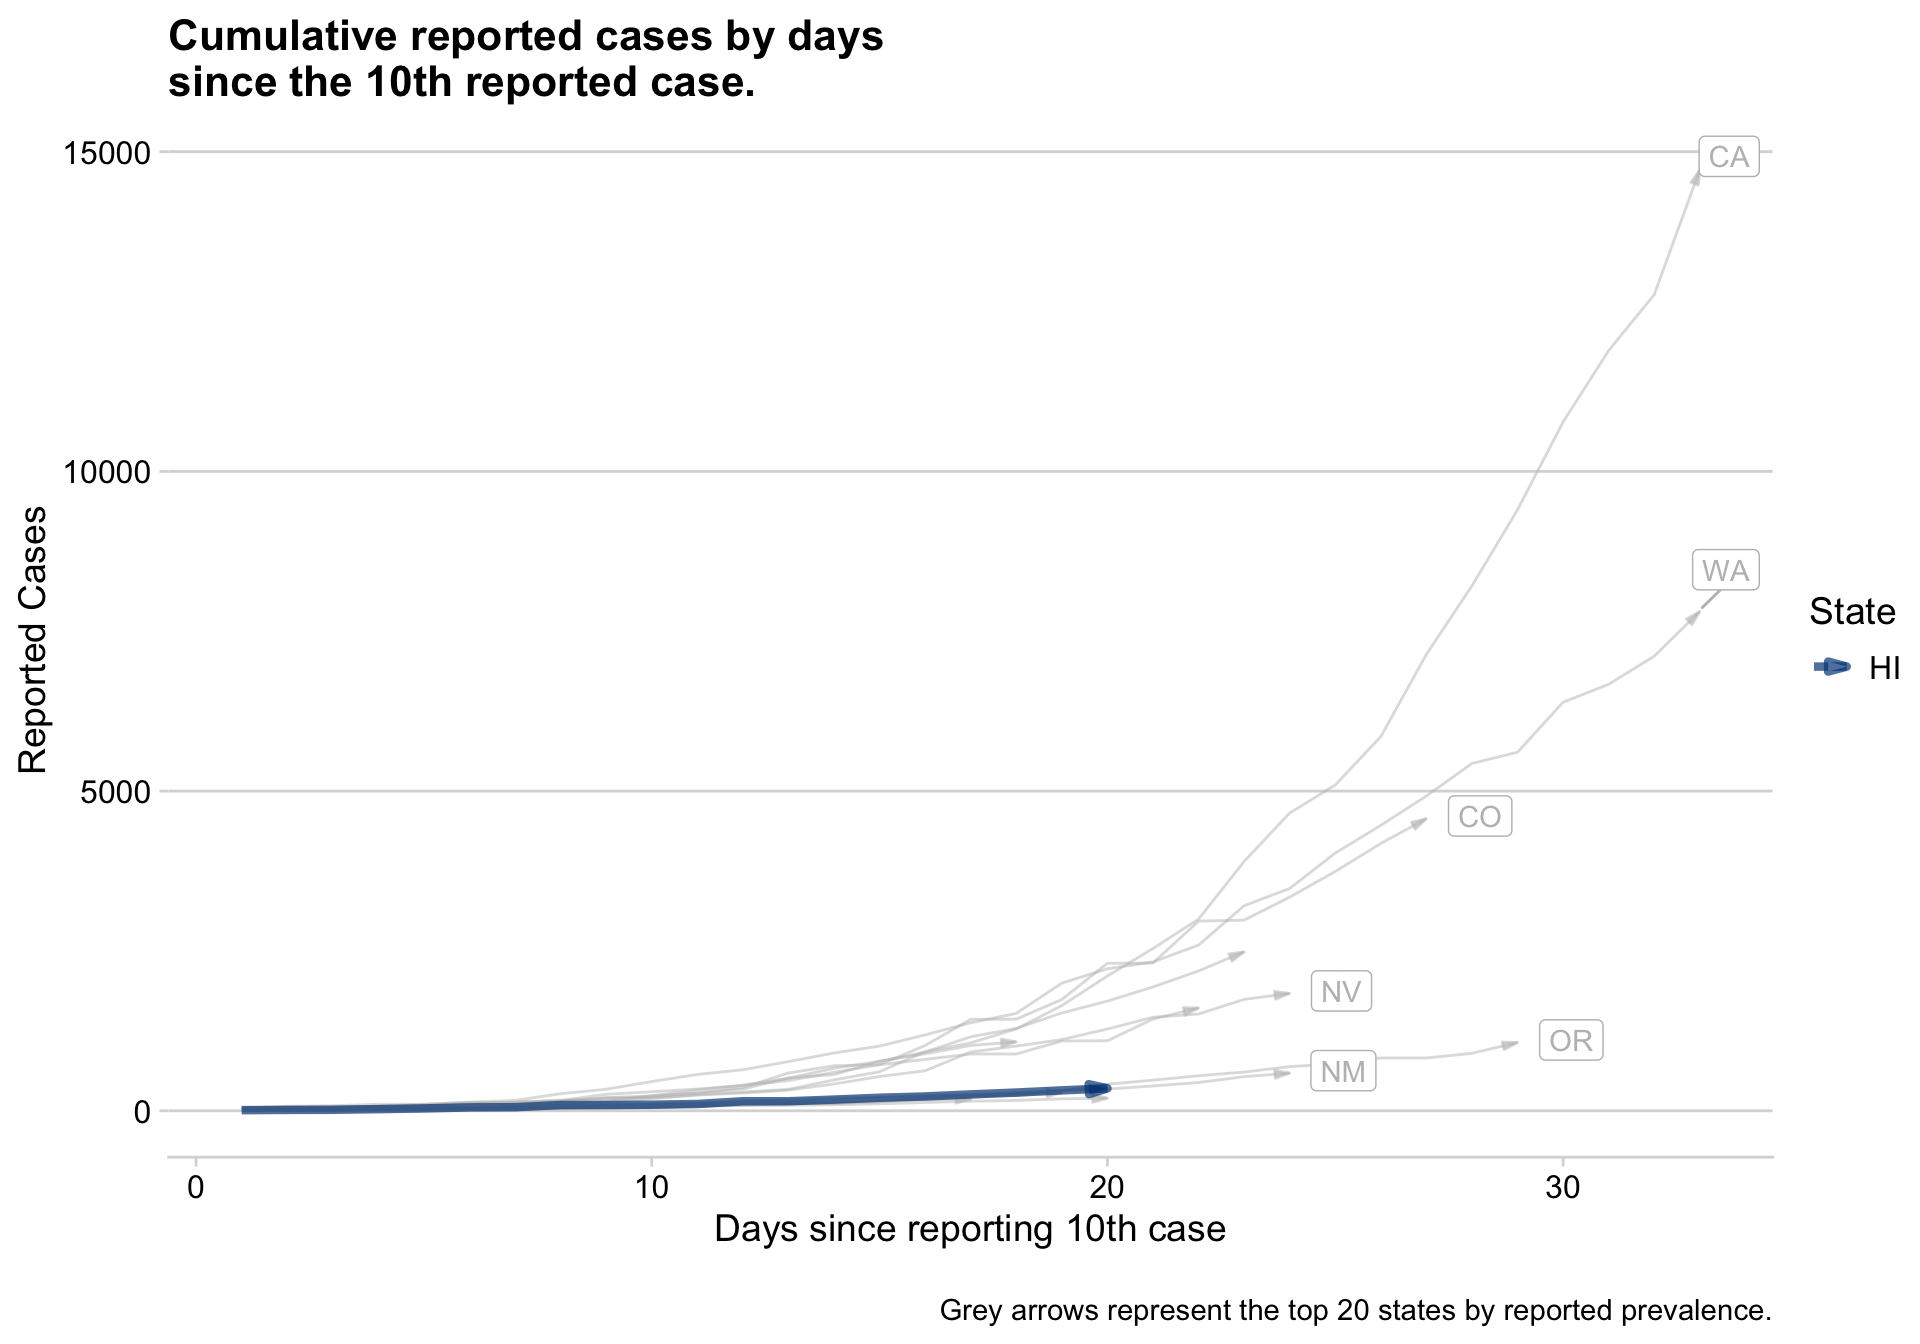 Cumulative reported cases by days
since the 10th reported case.
15000
10000
5000
0
Reported Cases
CA
WA
CO
NV
OR
NM
State
HI
0 10 20 30
Days since reporting 10th case
Grey arrows represent the top 20 states by reported prevalence.